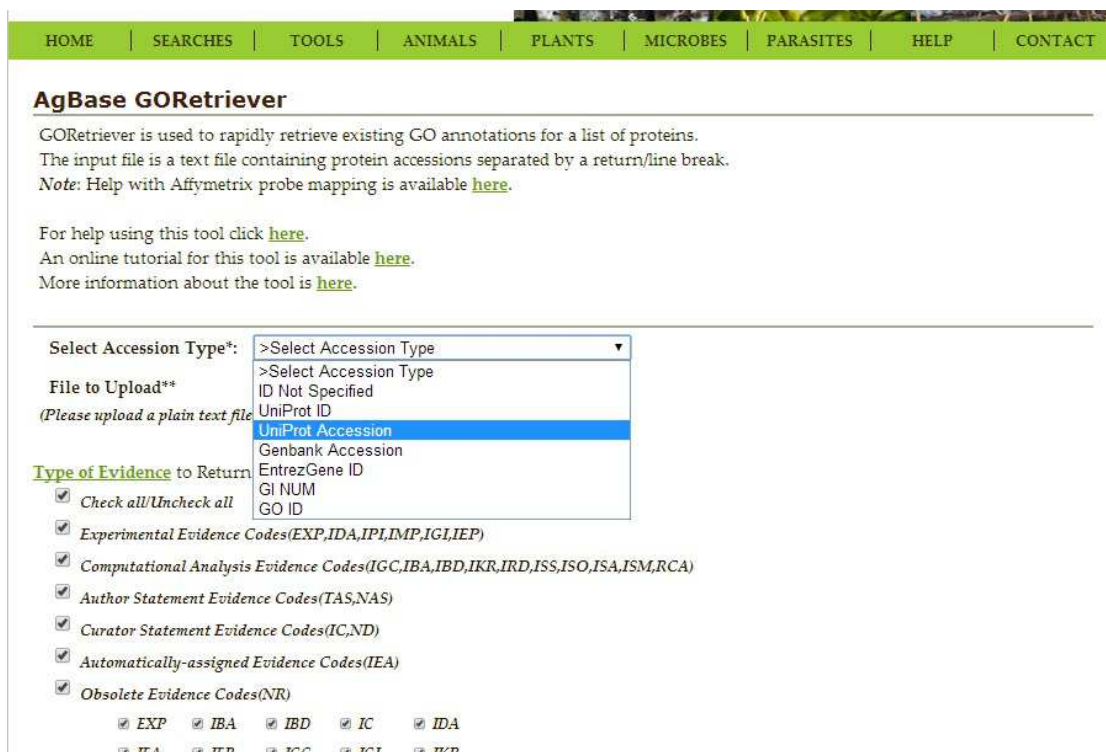 HOME | SEARCHES | TOOLS | ANIMALS | PLANTS | MICROBES | PARASITES | HELP | CONTACT
AgBase GORetriever
GORetriever is used to rapidly retrieve existing GO annotations for a list of proteins.
The input file is a text file containing protein accessions separated by a return/line break.
Note: Help with Affymetrix probe mapping is available here.
For help using this tool click here.
An online tutorial for this tool is available here.
More information about the tool is here.
Select Accession Type*: >Select Accession Type
>Select Accession Type
File to Upload** ID Not Specified
(Please upload a plain text file UniProt ID
UniProt Accession
Genbank Accession
Type of Evidence to Return EntrezGene ID
GI NUM
Check all/Uncheck all GO ID
Experimental Evidence Codes(EXP,IDA,IPI,IMP,IGI,IEP)
Computational Analysis Evidence Codes(IGC,IBA,IBD,IKR,IRD,ISS,ISO,ISA,ISM,RCA)
Author Statement Evidence Codes(TAS,NAS)
Curator Statement Evidence Codes(IC,ND)
Automatically-assigned Evidence Codes(IEA)
Obsolete Evidence Codes(NR)
EXP IBA IBD IC IDA
IEA IEP IGC IGI IKR